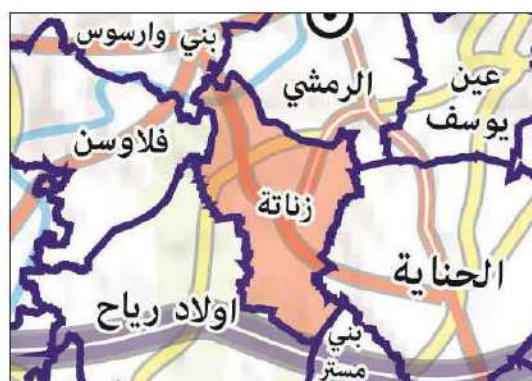 بني وارسوس
الرمشي
عين
يوسف
فلاوسن
زناتة
الحناية
اولاد رياح
بني
مستر